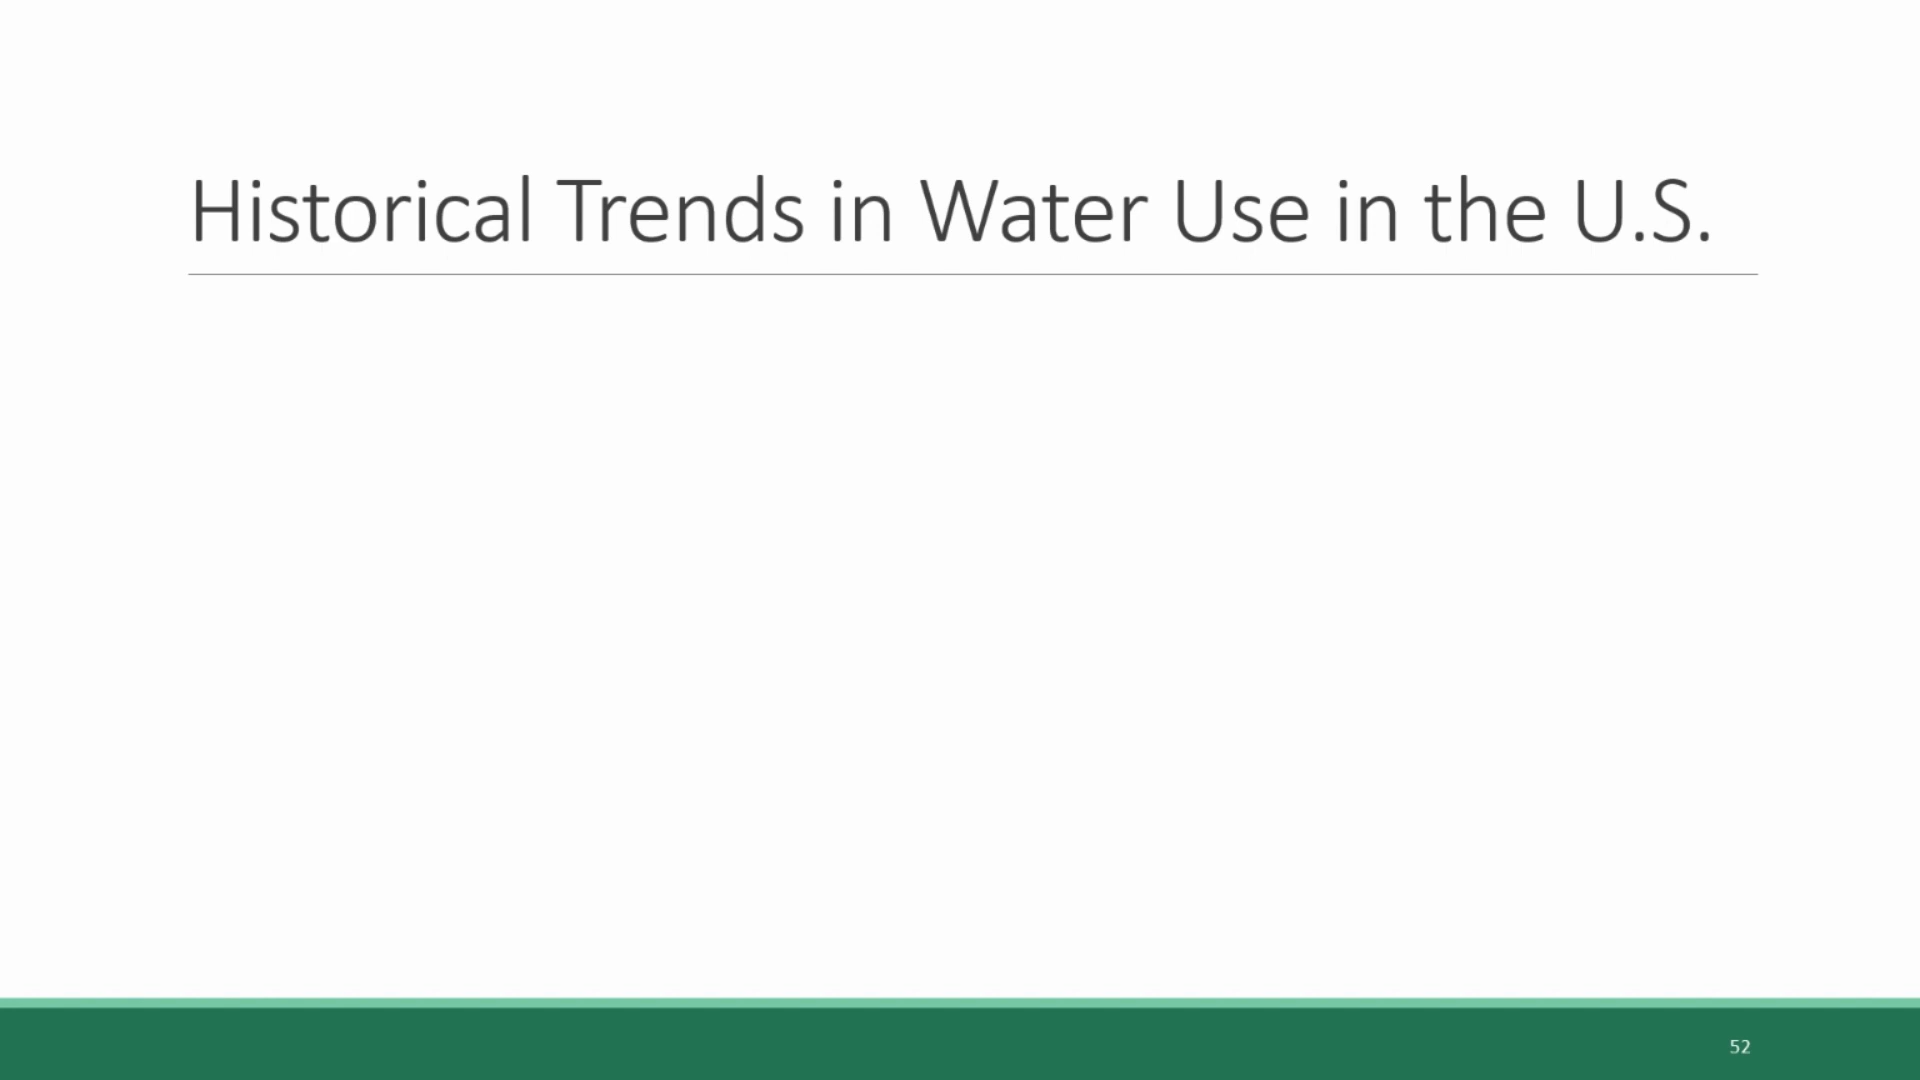 Historical Trends in Water Use in the U.S.
52